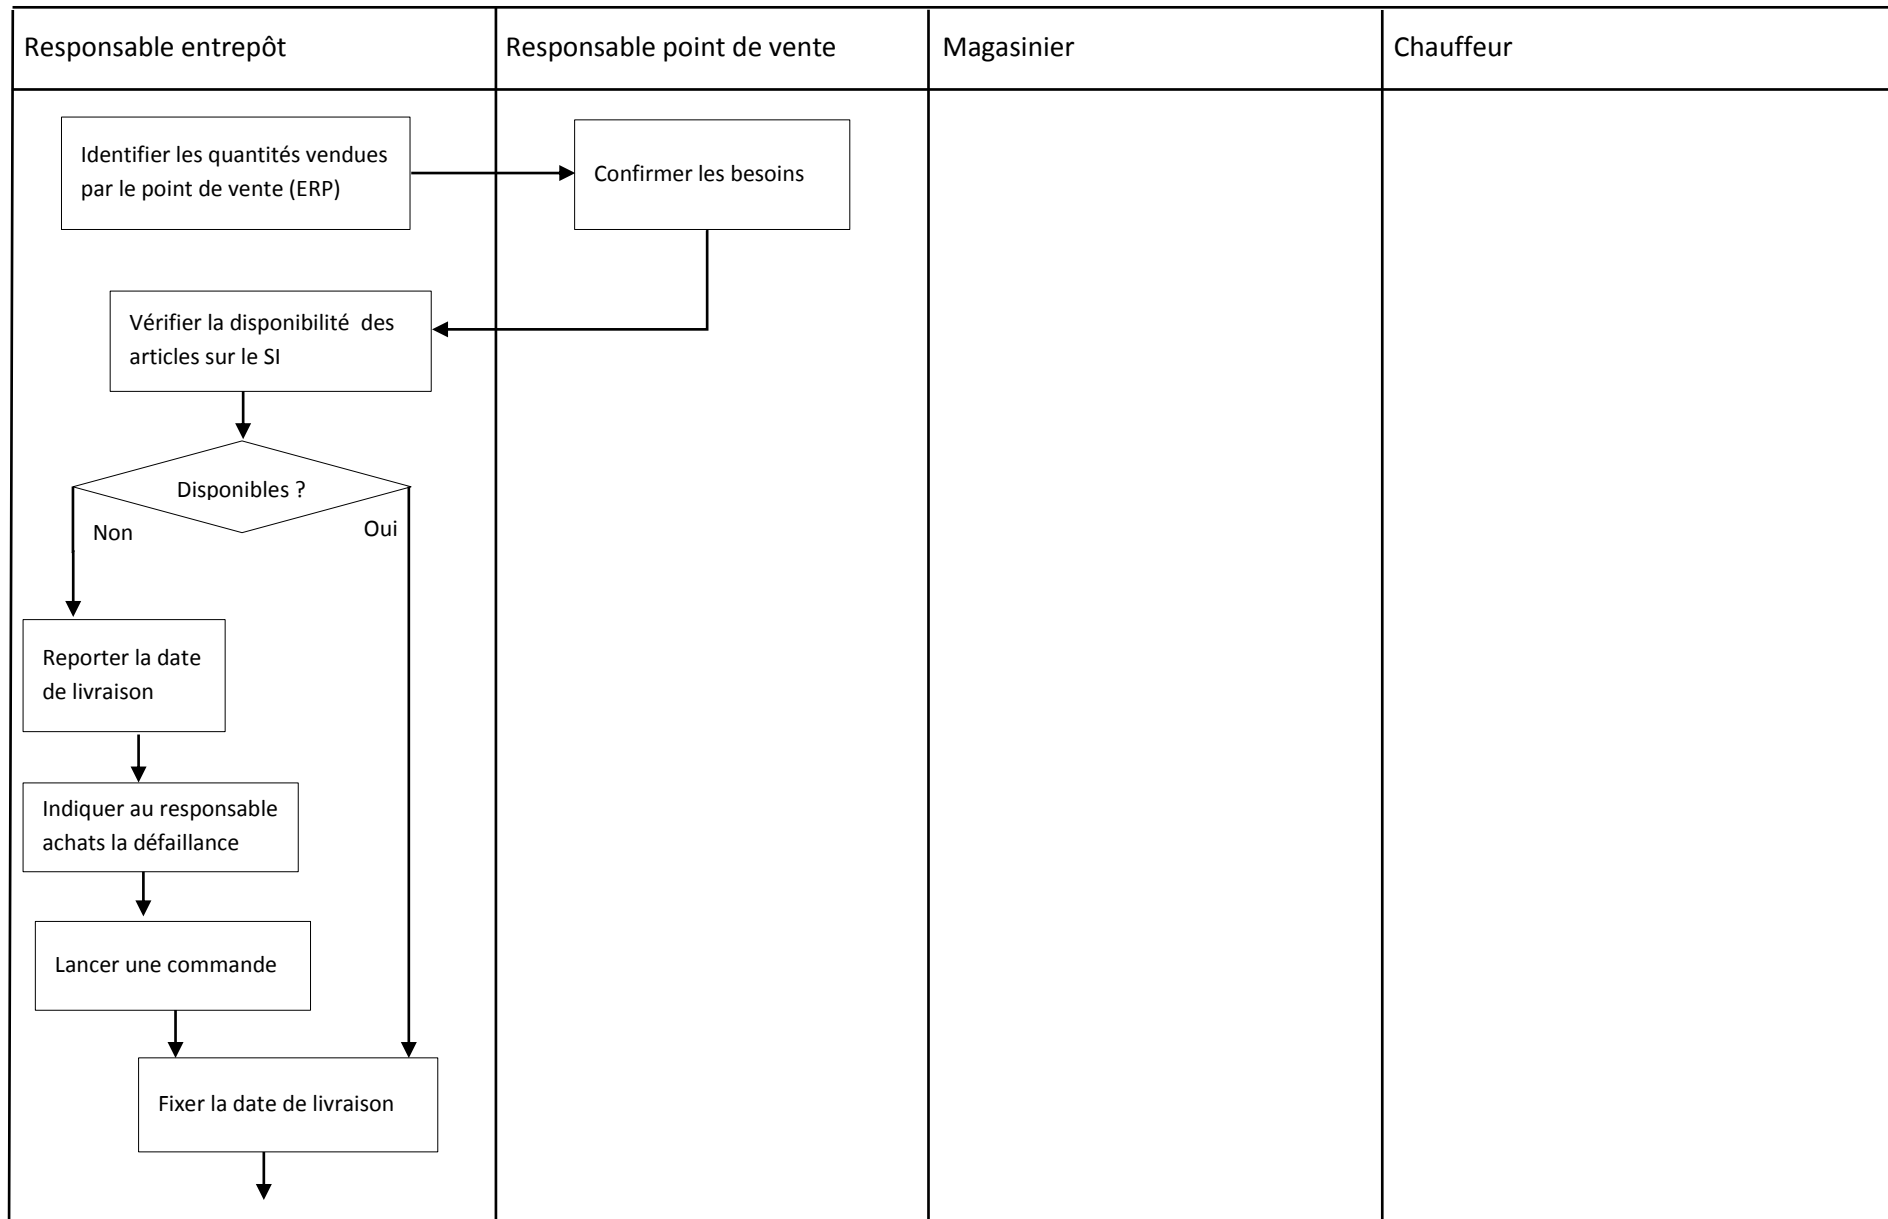 Responsable entrepôt
Responsable point de vente
Magasinier
Chauffeur
Identifier les quantités vendues
par le point de vente (ERP)
Confirmer les besoins
Vérifier la disponibilité  des
articles sur le SI
Disponibles ?
Non
Oui
Reporter la date
de livraison
Indiquer au responsable
achats la défaillance
Lancer une commande
Fixer la date de livraison